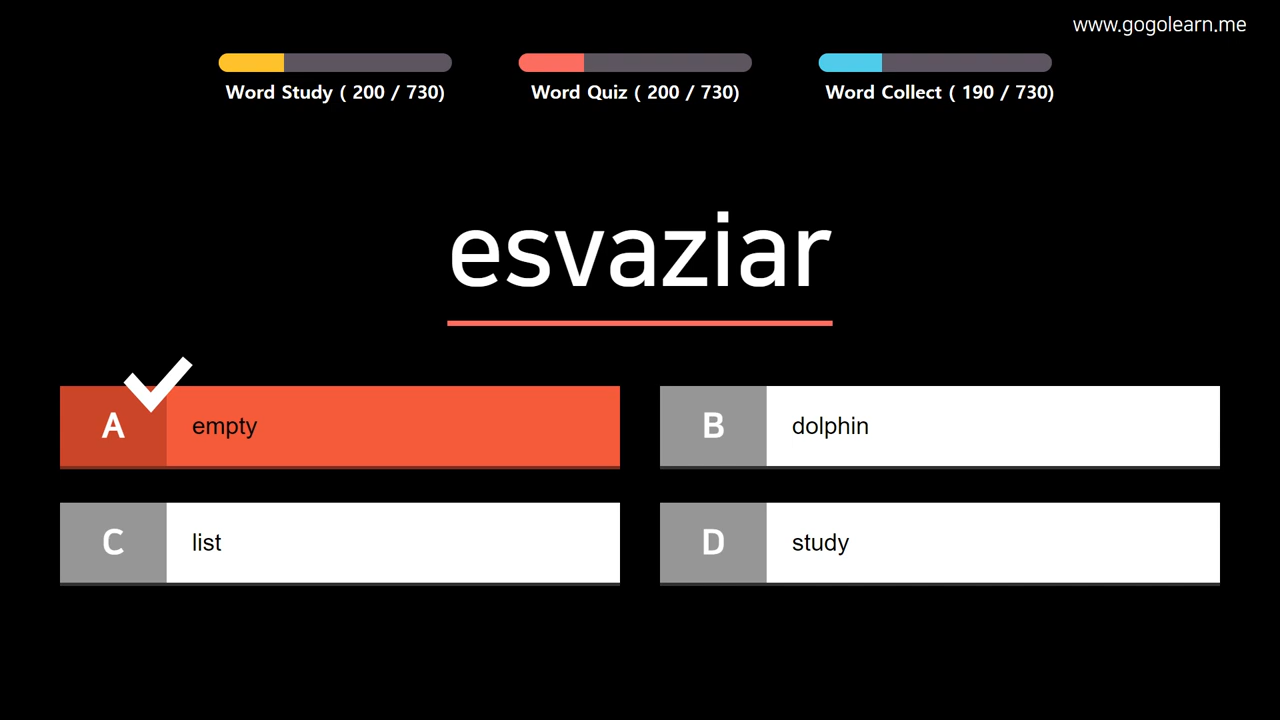 www.gogolearn.me
Word Study ( 200 / 730)
Word Quiz ( 200 / 730)
Word Collect ( 190 / 730)
esvaziar
A empty
B dolphin
C list
D study